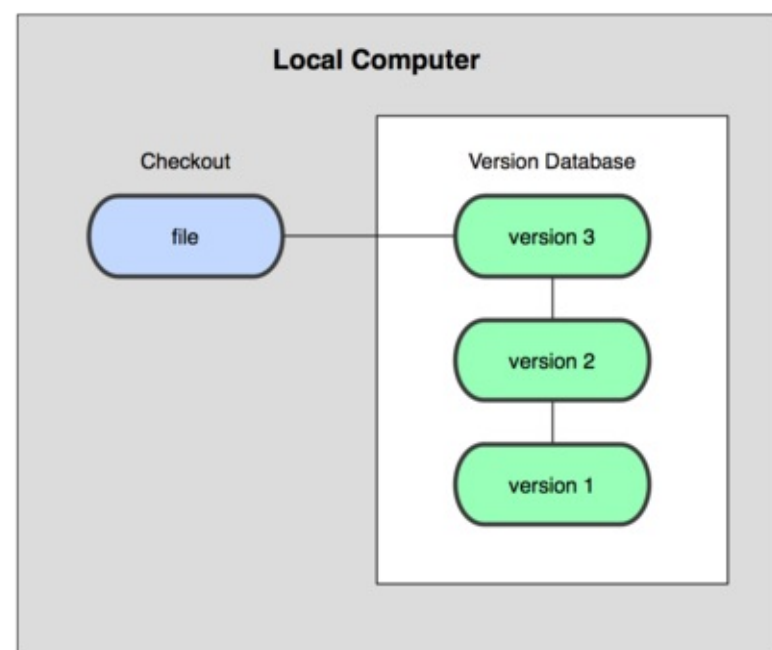 Local Computer
Checkout
Version Database
file
version 3
version 2
version 1